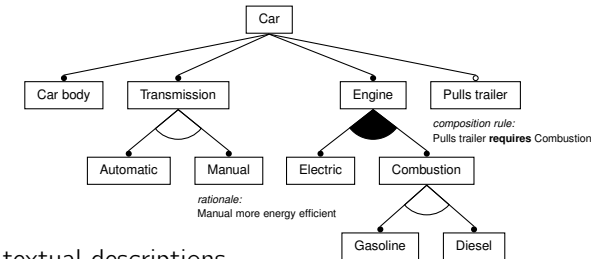 Car
Car body
Transmission
Engine
Pulls trailer
composition rule:
Pulls trailer requires Combustion
Automatic
Manual
Electric
Combustion
rationale:
Manual more energy efficient
Gasoline
Diesel
textual descriptions